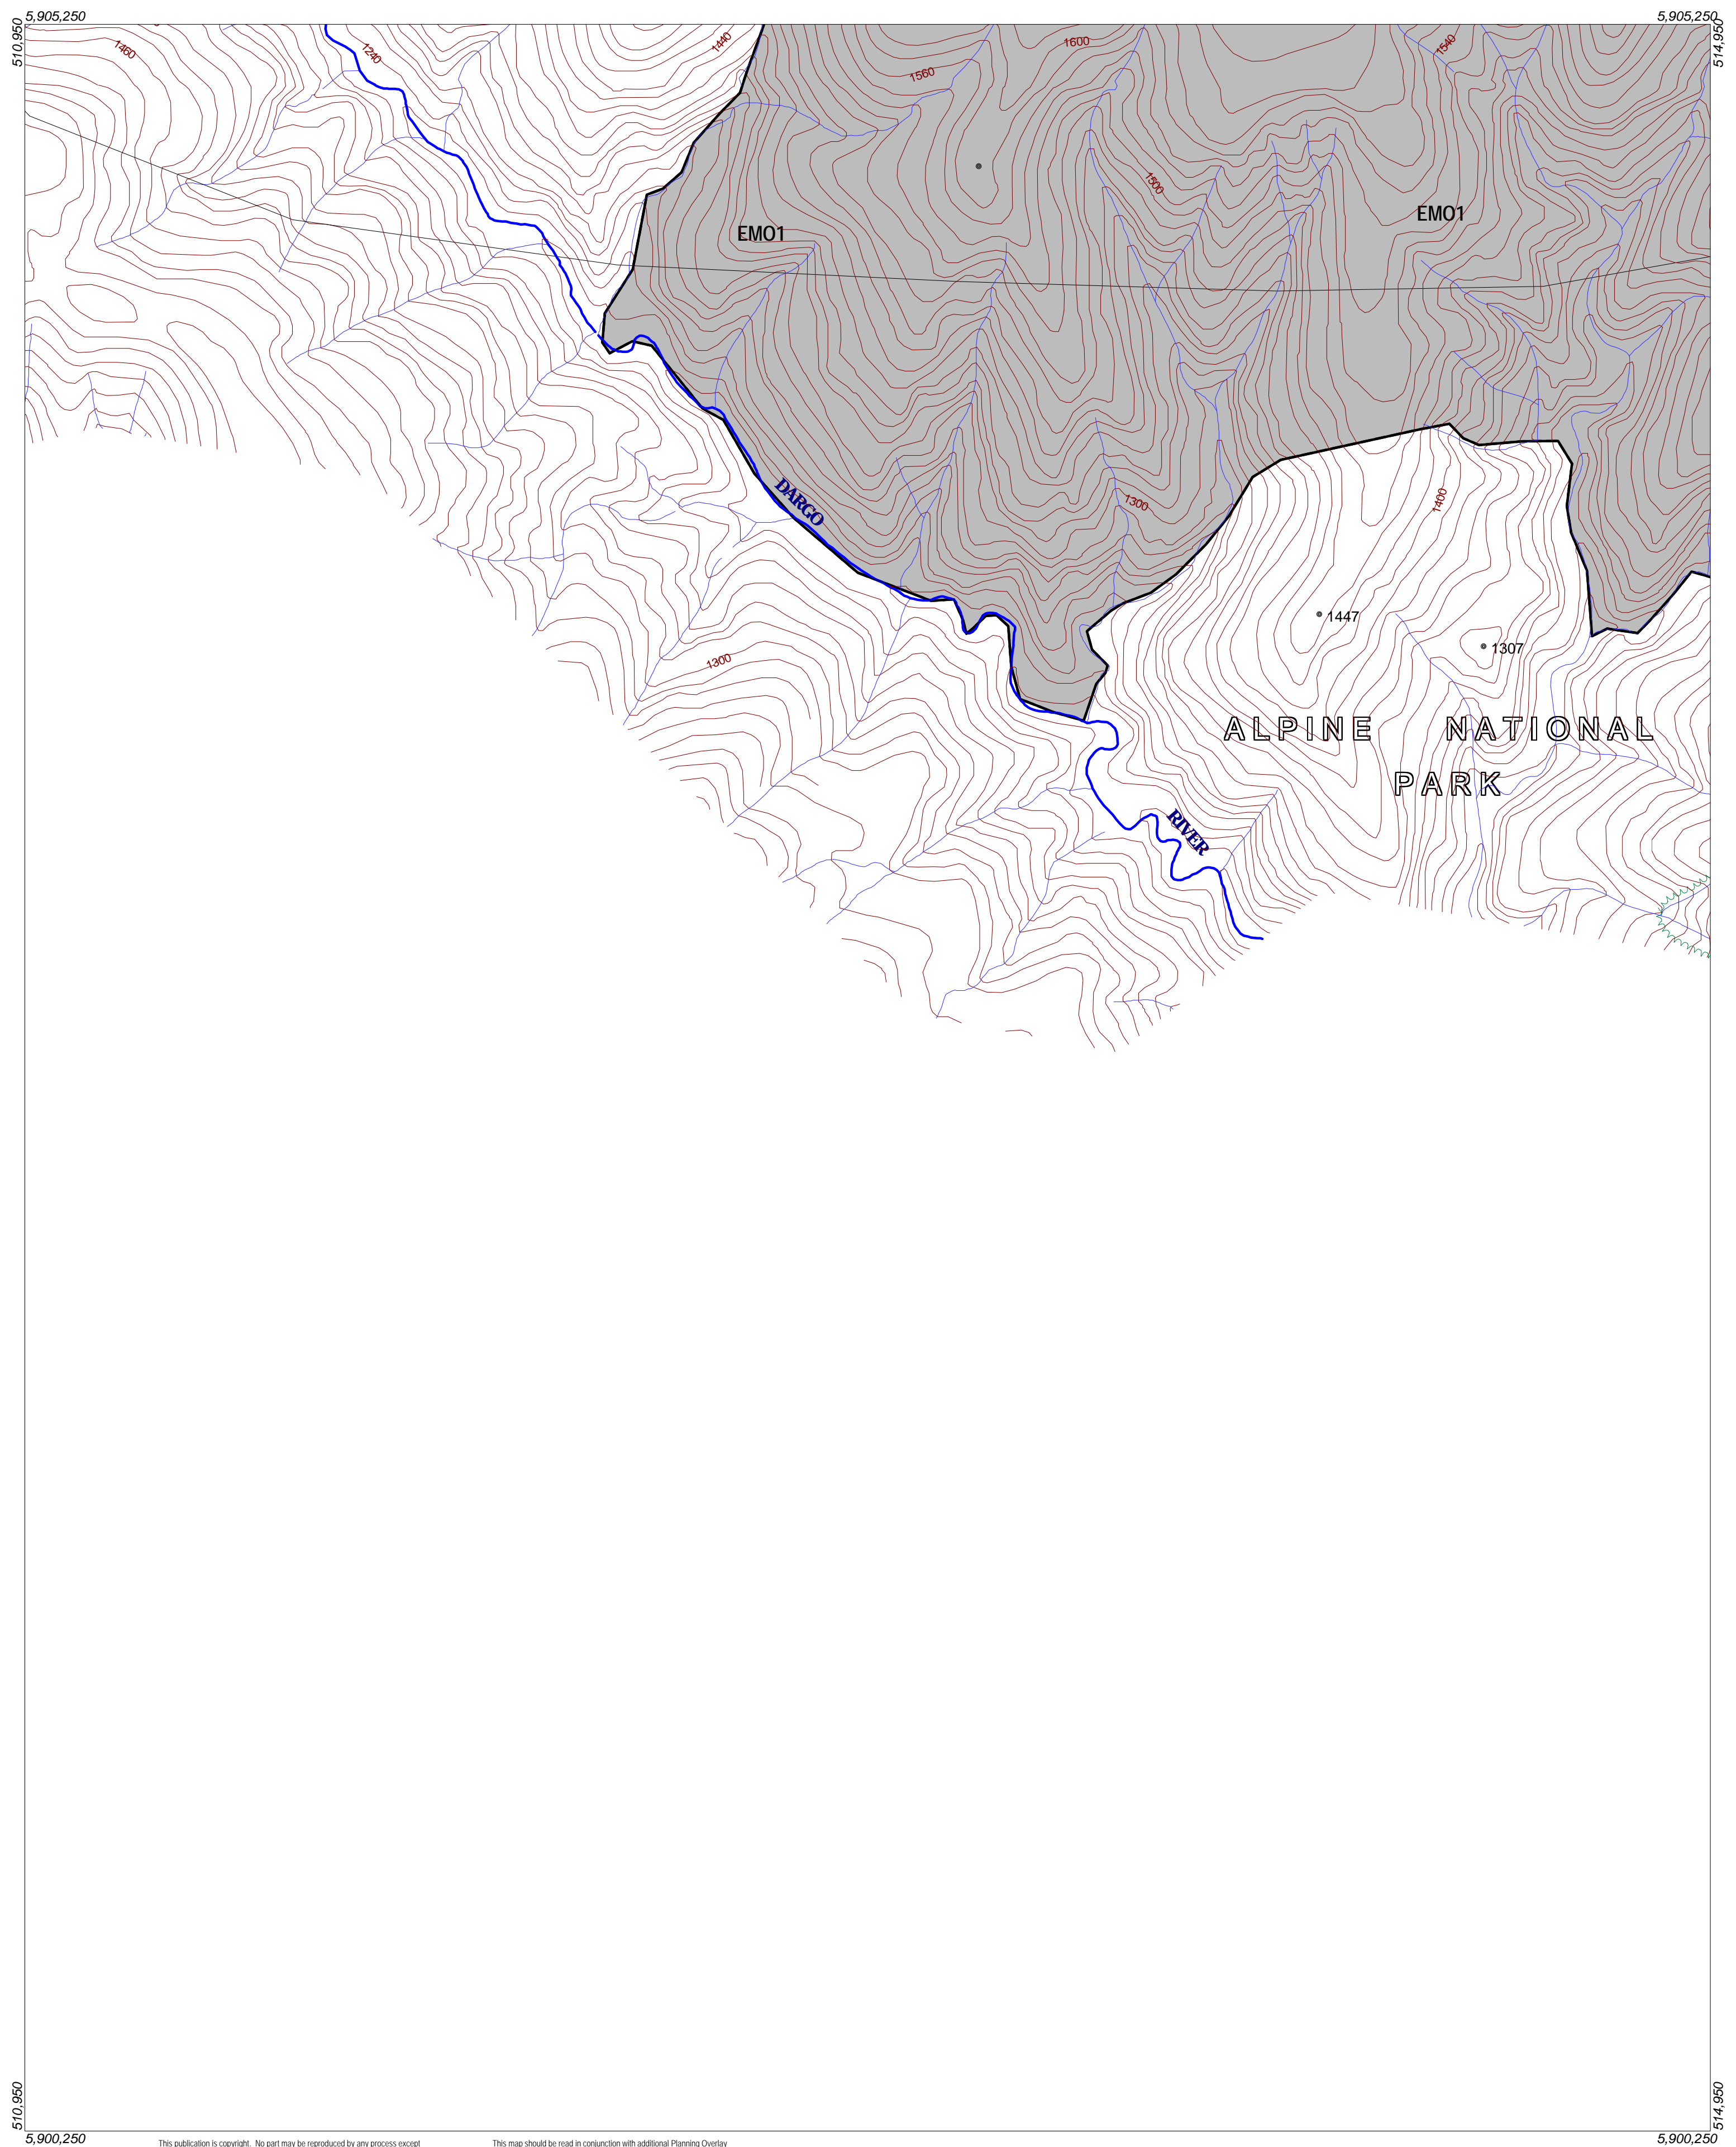 5,905,250
5,905,250
510,950
514,950
1460
1240
1440
1560
1600
1540
1500
EMO1
EMO1
DARGO
1300
1400
1447
1307
1300
ALPINE NATIONAL
PARK
RIVER
510,950
514,950
5,900,250
5,900,250
This publication is copyright. No part may be reproduced by any process except
This map should be read in conjunction with additional Planning Overlay